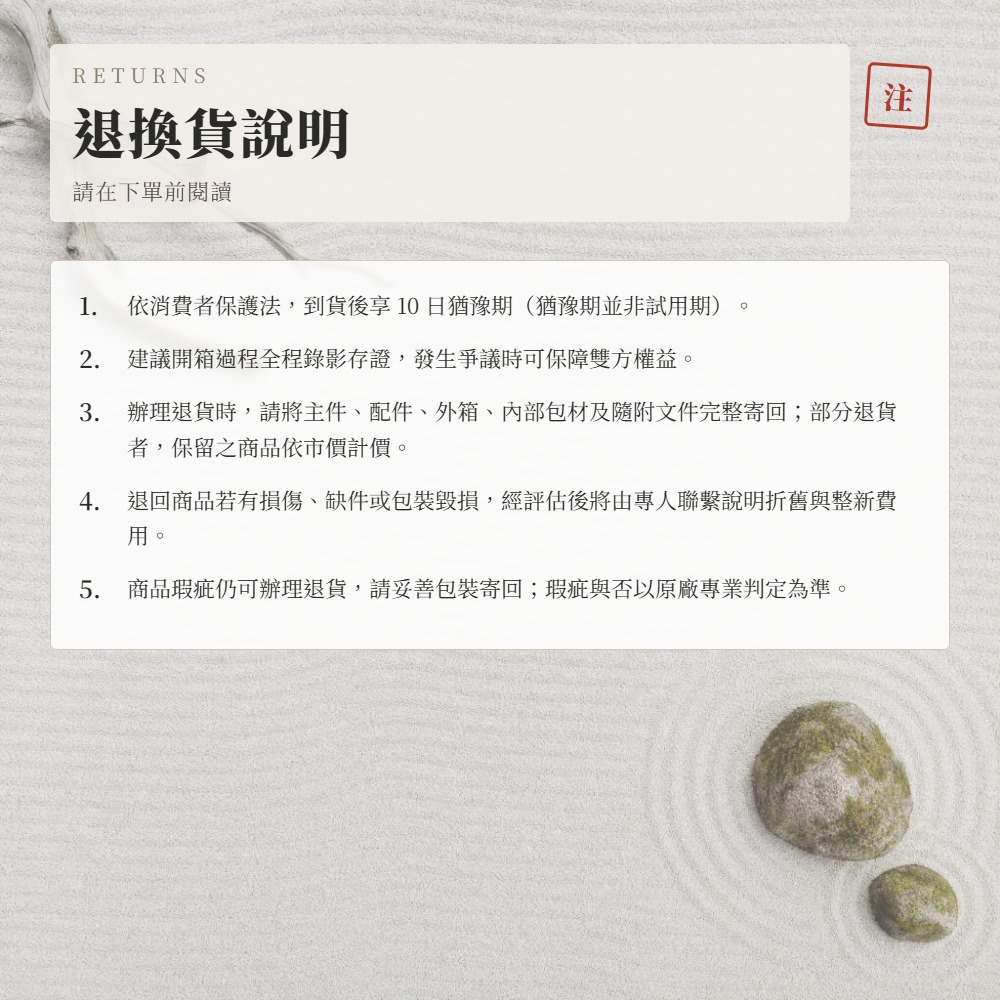 RETURNS
退換貨說明
請在下單前閱讀
注
1. 依消費者保護法，到貨後享 10 日猶豫期（猶豫期並非試用期）。
2. 建議開箱過程全程錄影存證，發生爭議時可保障雙方權益。
3. 辦理退貨時，請將主件、配件、外箱、內部包材及隨附文件完整寄回；部分退貨
者，保留之商品依市價計價。
4. 退回商品若有損傷、缺件或包裝毀損，經評估後將由專人聯繫說明折舊與整新費
用。
5. 商品瑕疵仍可辦理退貨，請妥善包裝寄回；瑕疵與否以原廠專業判定為準。